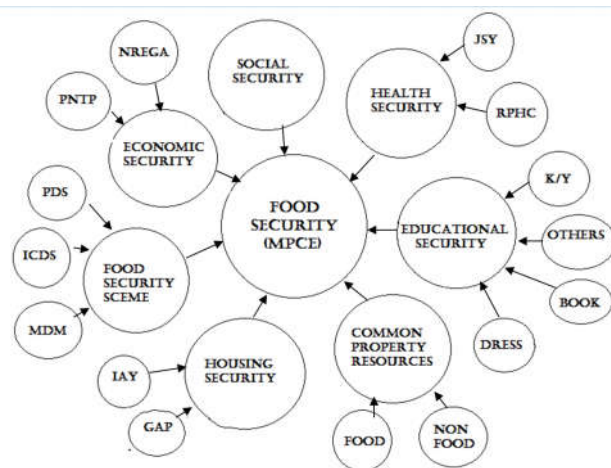 NREGA
SOCIAL
SECURITY
JSY
PNTP
HEALTH
SECURITY
RPHC
ECONOMIC
SECURITY
K/Y
PDS
FOOD
SECURITY
(MPCE)
EDUCATIONAL
SECURITY
OTHERS
ICDS
FOOD
SECURITY
SCEME
BOOK
MDM
COMMON
PROPERTY
RESOURCES
DRESS
IAY
HOUSING
SECURITY
GAP
FOOD
NON
FOOD